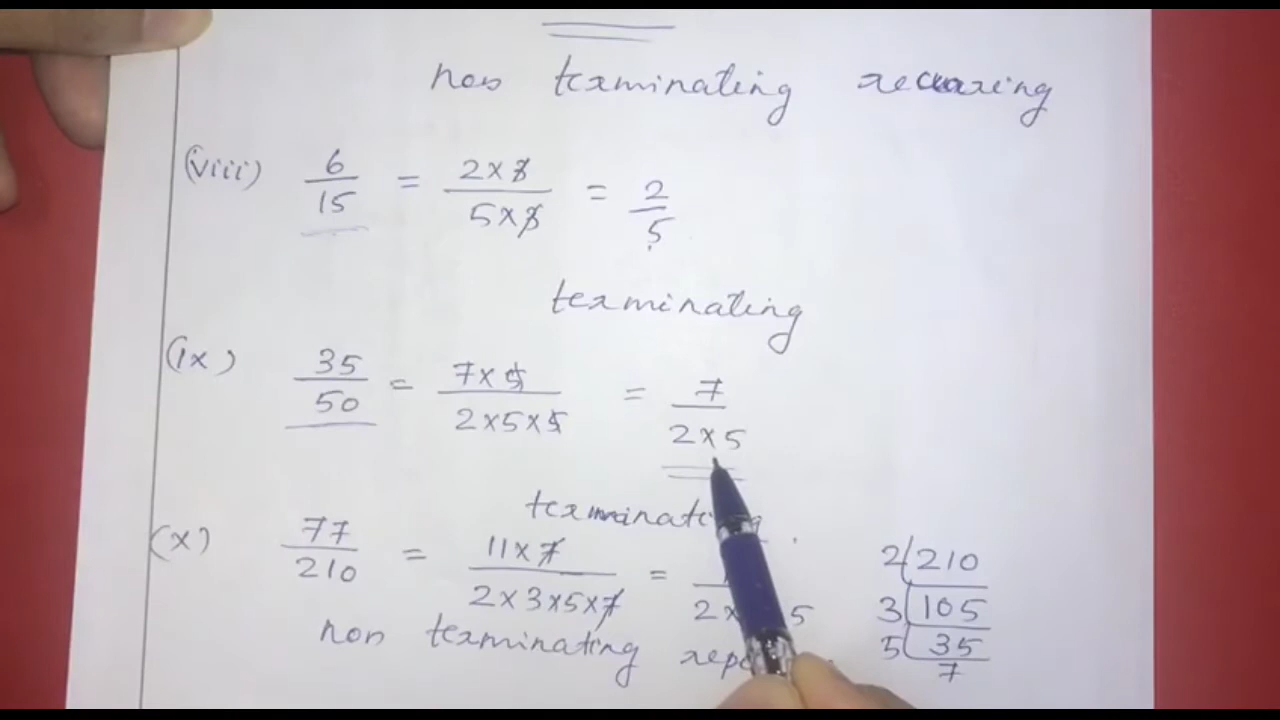 non terminating recurring
(viii) 6/15 = 2×3/5×3 = 2/5
terminating
(ix) 35/50 = 7×5/2×5×5 = 7/2×5
terminating
(x) 77/210 = 11×7/2×3×5×7 = 2× 5
non terminating
2 210
3 105
5 35
7